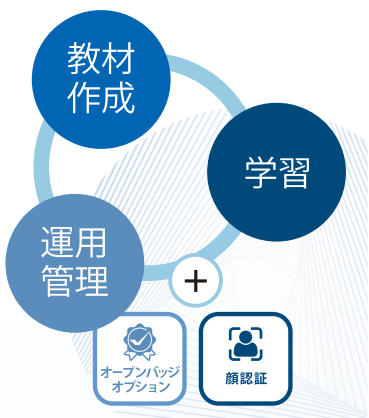 教材
作成
学習
運用
管理
+
オープンバッジ
オプション
顔認証